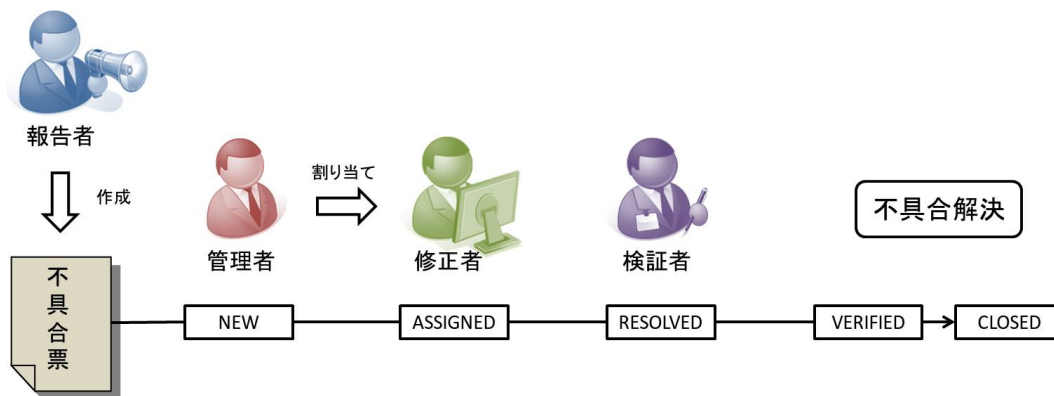 報告者
作成
割り当て
管理者
修正者
検証者
不具合解決
不具合票
NEW
ASSIGNED
RESOLVED
VERIFIED
CLOSED